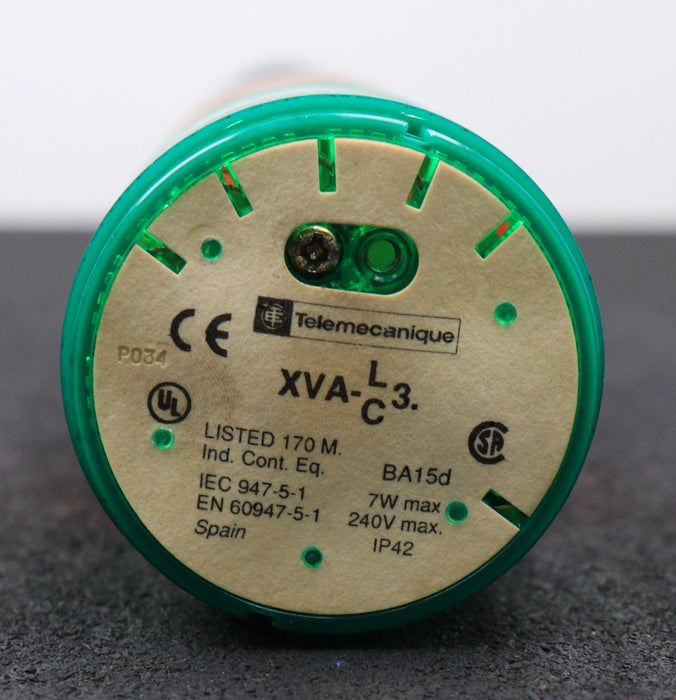 Telemecanique
CE
P034
XVA-L/C3.
UL
LISTED 170 M.
Ind. Cont. Eq.
IEC 947-5-1
EN 60947-5-1
Spain
SA
BA15d
7W max
240V max.
IP42